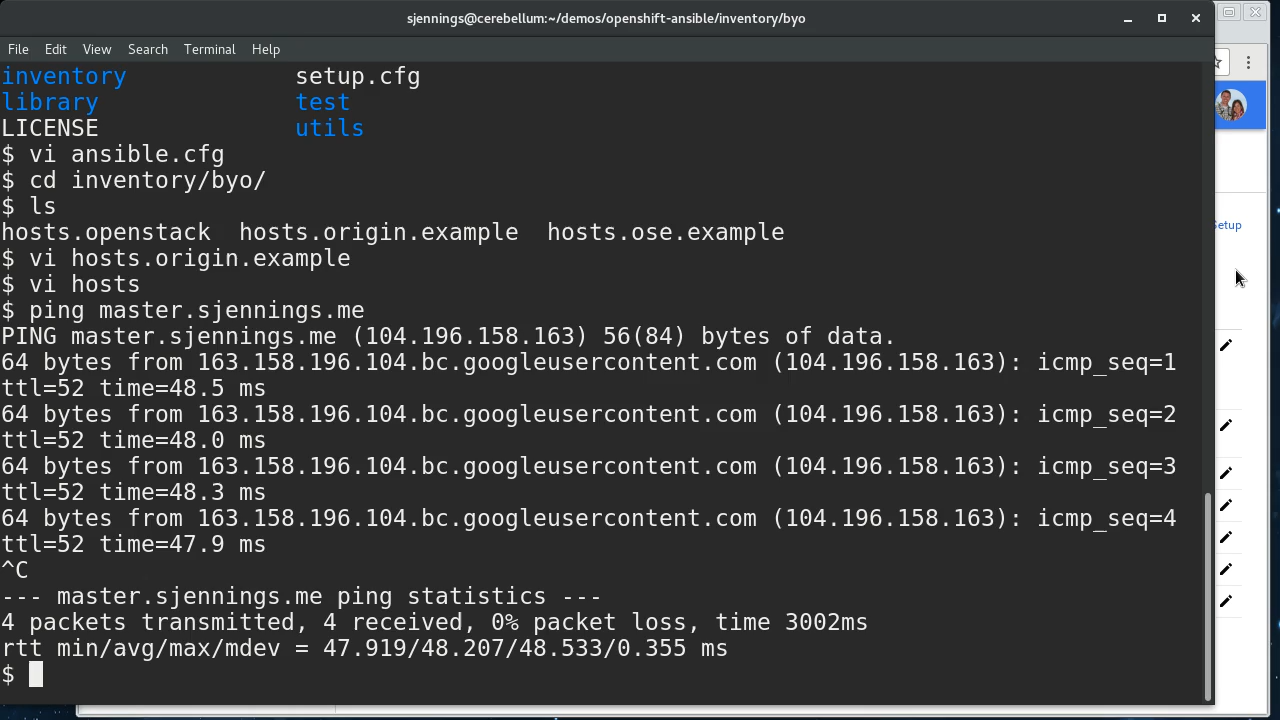 sjennings@cerebellum:~/demos/openshift-ansible/inventory/byo
File Edit View Search Terminal Help
inventory setup.cfg
library test
LICENSE utils
$ vi ansible.cfg
$ cd inventory/byo/
$ ls
hosts.openstack hosts.origin.example hosts.ose.example
$ vi hosts.origin.example
$ vi hosts
$ ping master.sjennings.me
PING master.sjennings.me (104.196.158.163) 56(84) bytes of data.
64 bytes from 163.158.196.104.bc.googleusercontent.com (104.196.158.163): icmp_seq=1
ttl=52 time=48.5 ms
64 bytes from 163.158.196.104.bc.googleusercontent.com (104.196.158.163): icmp_seq=2
ttl=52 time=48.0 ms
64 bytes from 163.158.196.104.bc.googleusercontent.com (104.196.158.163): icmp_seq=3
ttl=52 time=48.3 ms
64 bytes from 163.158.196.104.bc.googleusercontent.com (104.196.158.163): icmp_seq=4
ttl=52 time=47.9 ms
^C
--- master.sjennings.me ping statistics ---
4 packets transmitted, 4 received, 0% packet loss, time 3002ms
rtt min/avg/max/mdev = 47.919/48.207/48.533/0.355 ms
$
Setup